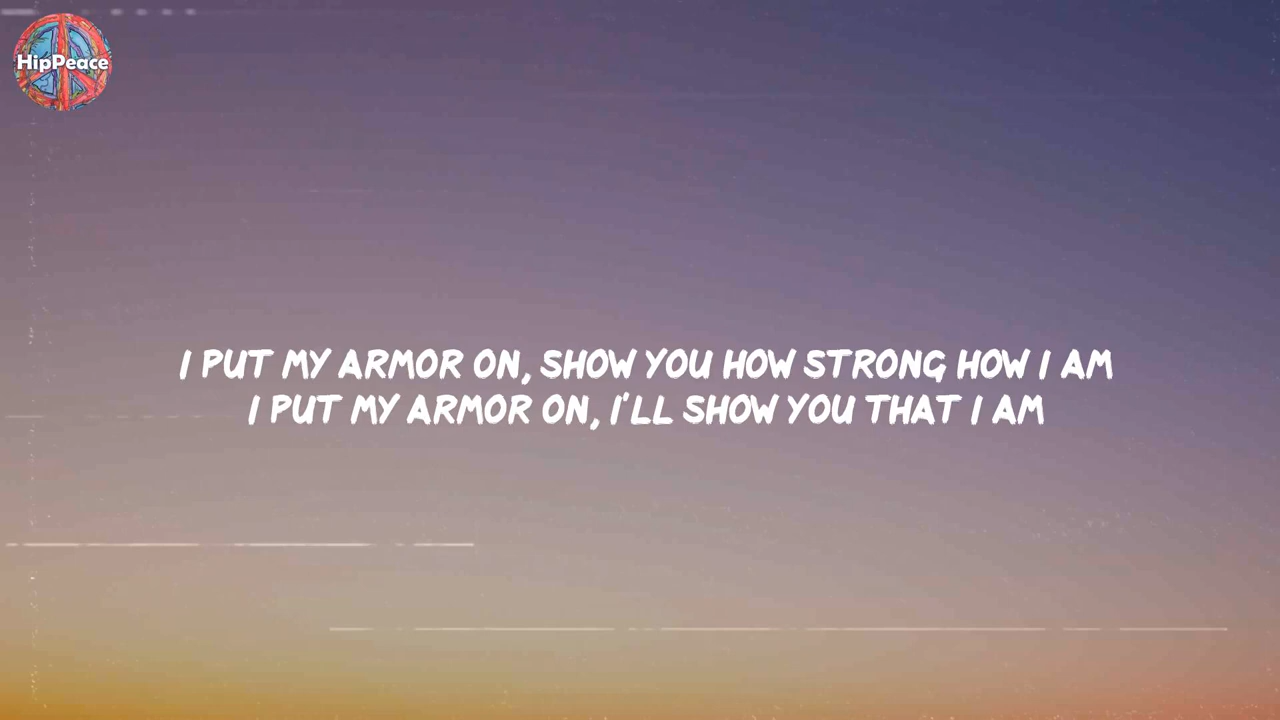 HipPeace
I PUT MY ARMOR ON, SHOW YOU HOW STRONG HOW I AM
I PUT MY ARMOR ON, I'LL SHOW YOU THAT I AM